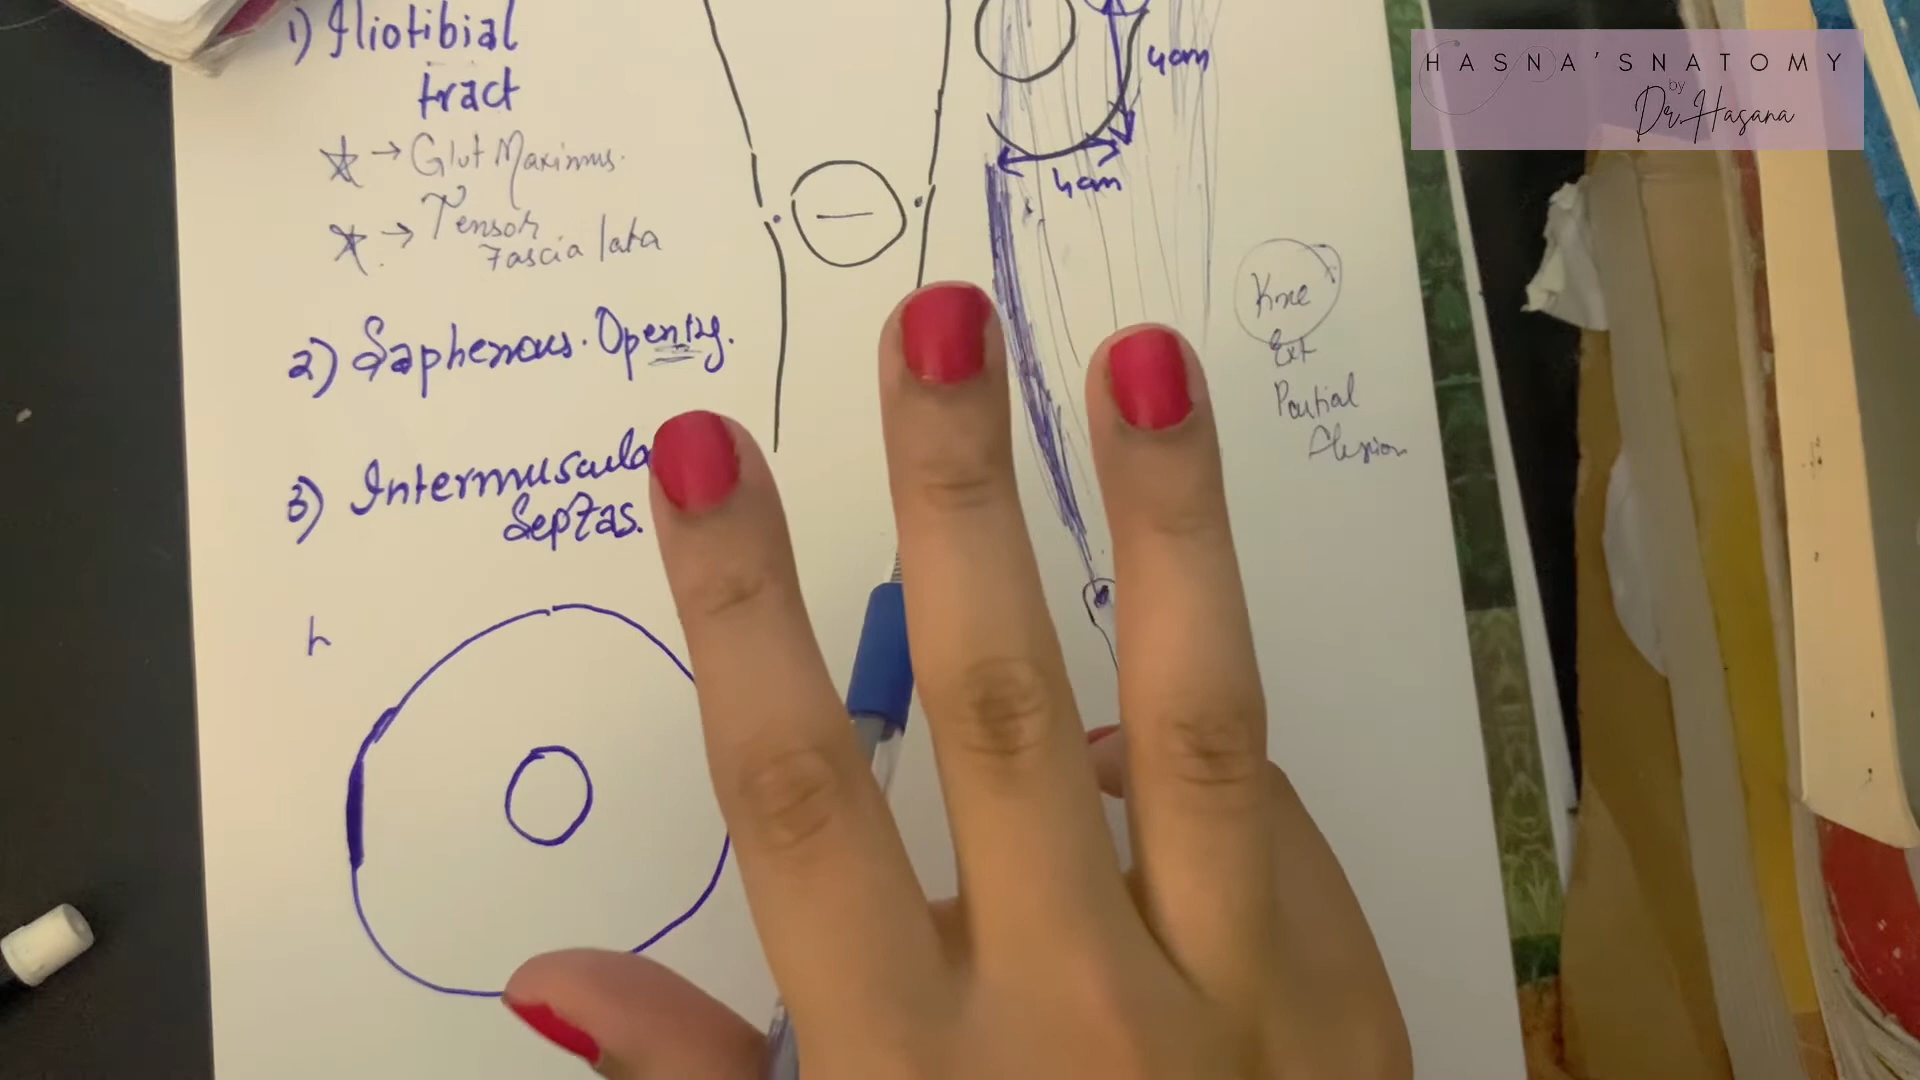 1) Iliotibial
tract
→ Glut Maximus.
→ Tensor
Fascia lata
2) Saphenous. Opening.
3) Intermuscula
Septas.
h
4cm
4cm
Knee
Ext
Partial
flexion
HASNA'SNATOMY
by
Dr.Hasana